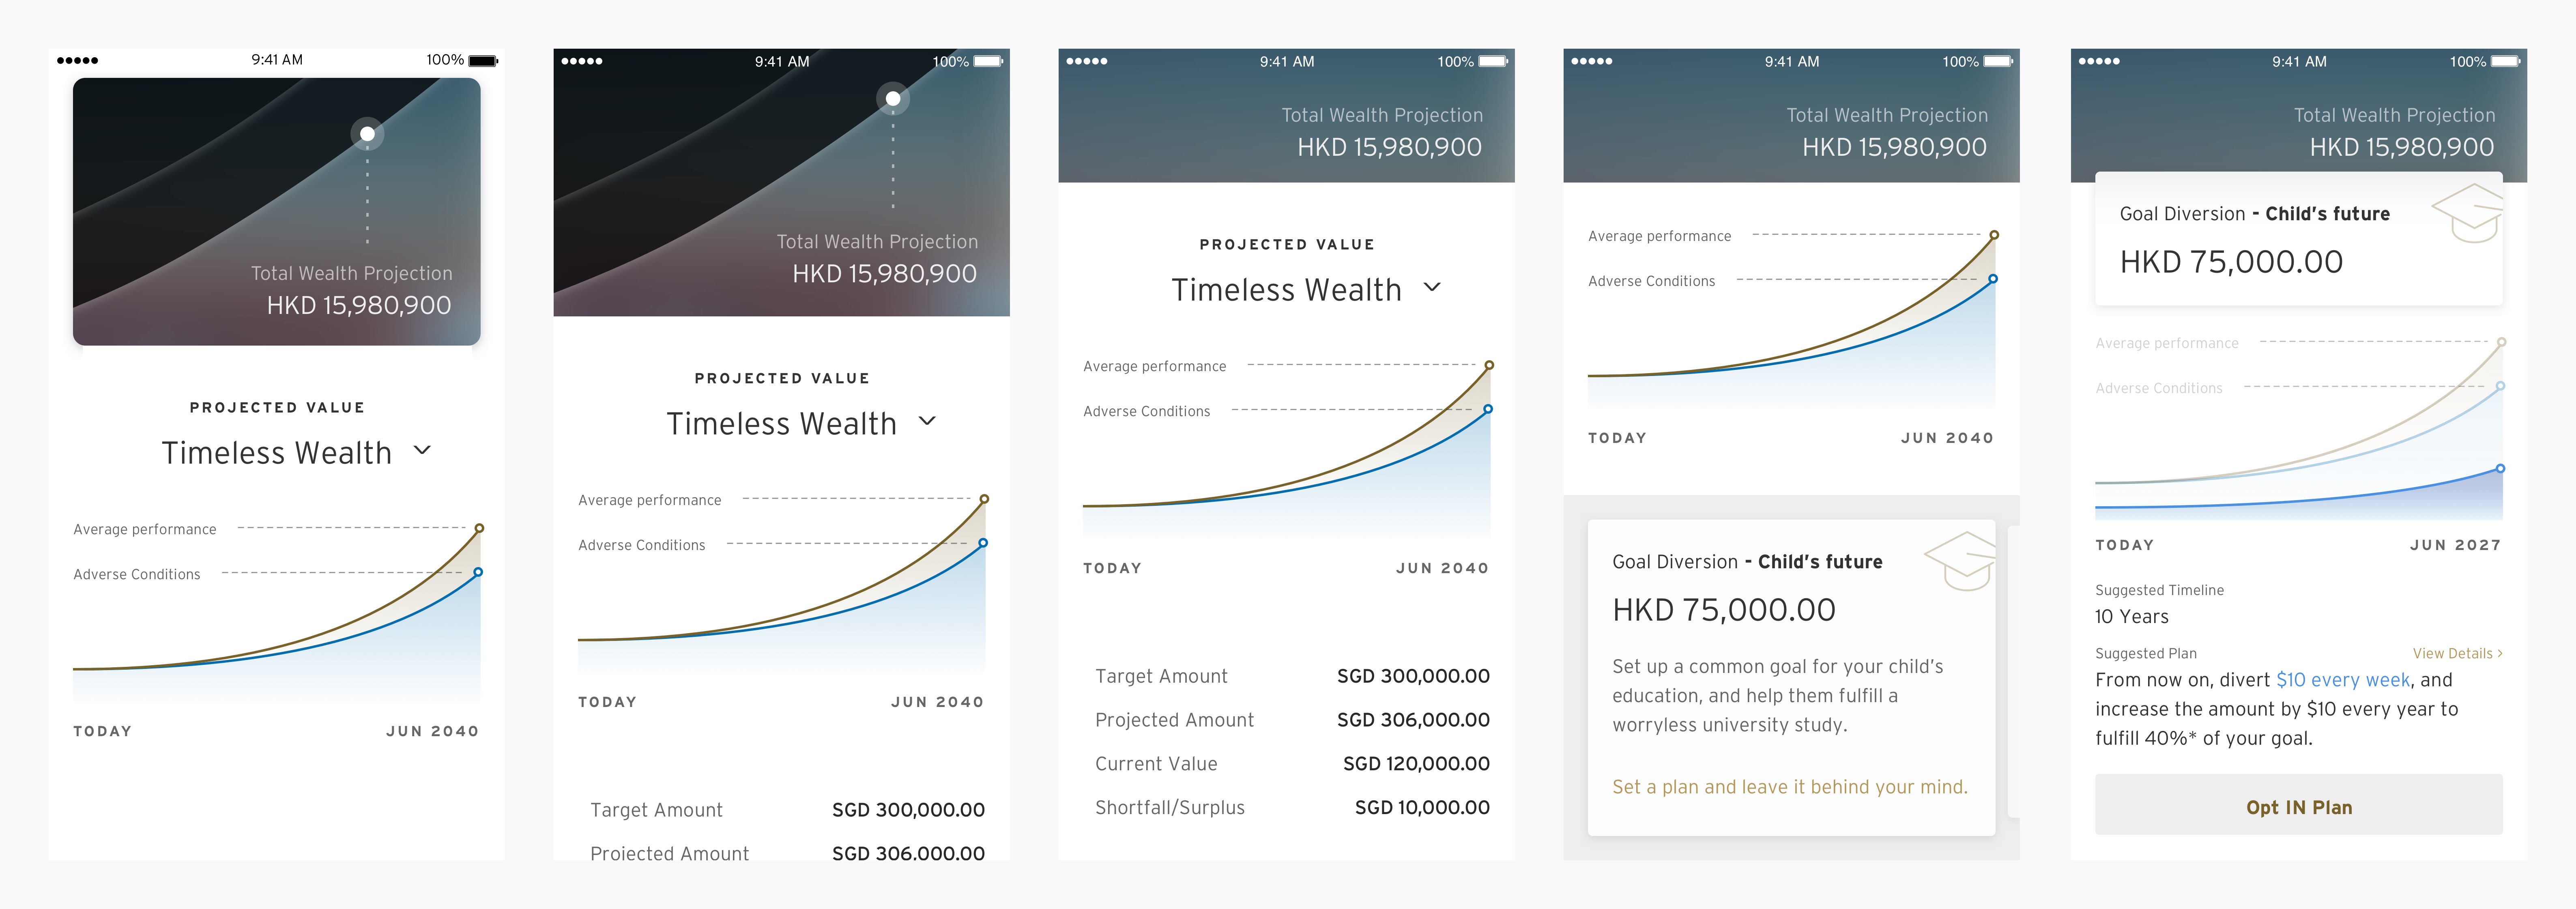 9:41 AM
100%
Total Wealth Projection
HKD 15,980,900
PROJECTED VALUE
Timeless Wealth
Average performance
Adverse Conditions
TODAY
JUN 2040
9:41 AM
100%
Total Wealth Projection
HKD 15,980,900
PROJECTED VALUE
Timeless Wealth
Average performance
Adverse Conditions
TODAY
JUN 2040
Target Amount
SGD 300,000.00
Projected Amount
SGD 306,000.00
9:41 AM
100%
Total Wealth Projection
HKD 15,980,900
PROJECTED VALUE
Timeless Wealth
Average performance
Adverse Conditions
TODAY
JUN 2040
Target Amount
SGD 300,000.00
Projected Amount
SGD 306,000.00
Current Value
SGD 120,000.00
Shortfall/Surplus
SGD 10,000.00
9:41 AM
100%
Total Wealth Projection
HKD 15,980,900
Average performance
Adverse Conditions
TODAY
JUN 2040
Goal Diversion - Child's future
HKD 75,000.00
Set up a common goal for your child's
education, and help them fulfill a
worryless university study.
Set a plan and leave it behind your mind.
9:41 AM
100%
Total Wealth Projection
HKD 15,980,900
Goal Diversion - Child's future
HKD 75,000.00
Average performance
Adverse Conditions
TODAY
JUN 2027
Suggested Timeline
10 Years
Suggested Plan
View Details >
From now on, divert $10 every week, and
increase the amount by $10 every year to
fulfill 40%* of your goal.
Opt IN Plan